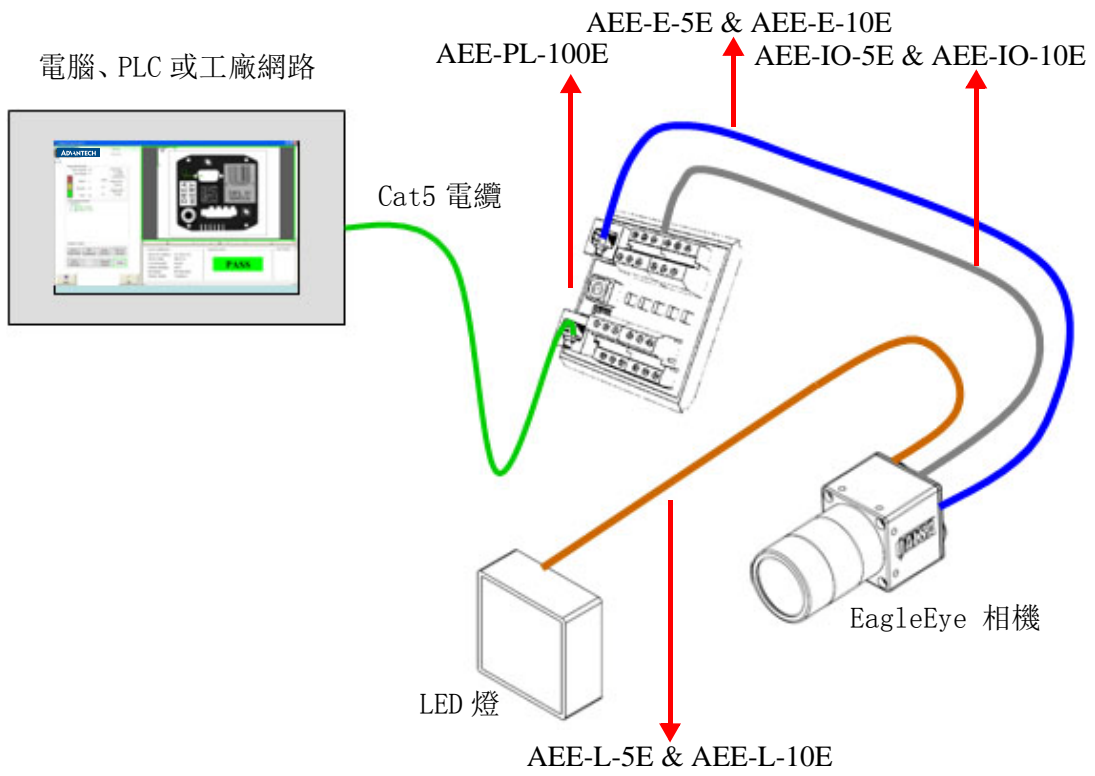 AEE-E-5E & AEE-E-10E
AEE-PL-100E
AEE-IO-5E & AEE-IO-10E
電腦、PLC 或工廠網路
ADVANTECH
PASS
Cat5 電纜
EagleEye 相機
LED 燈
AEE-L-5E & AEE-L-10E